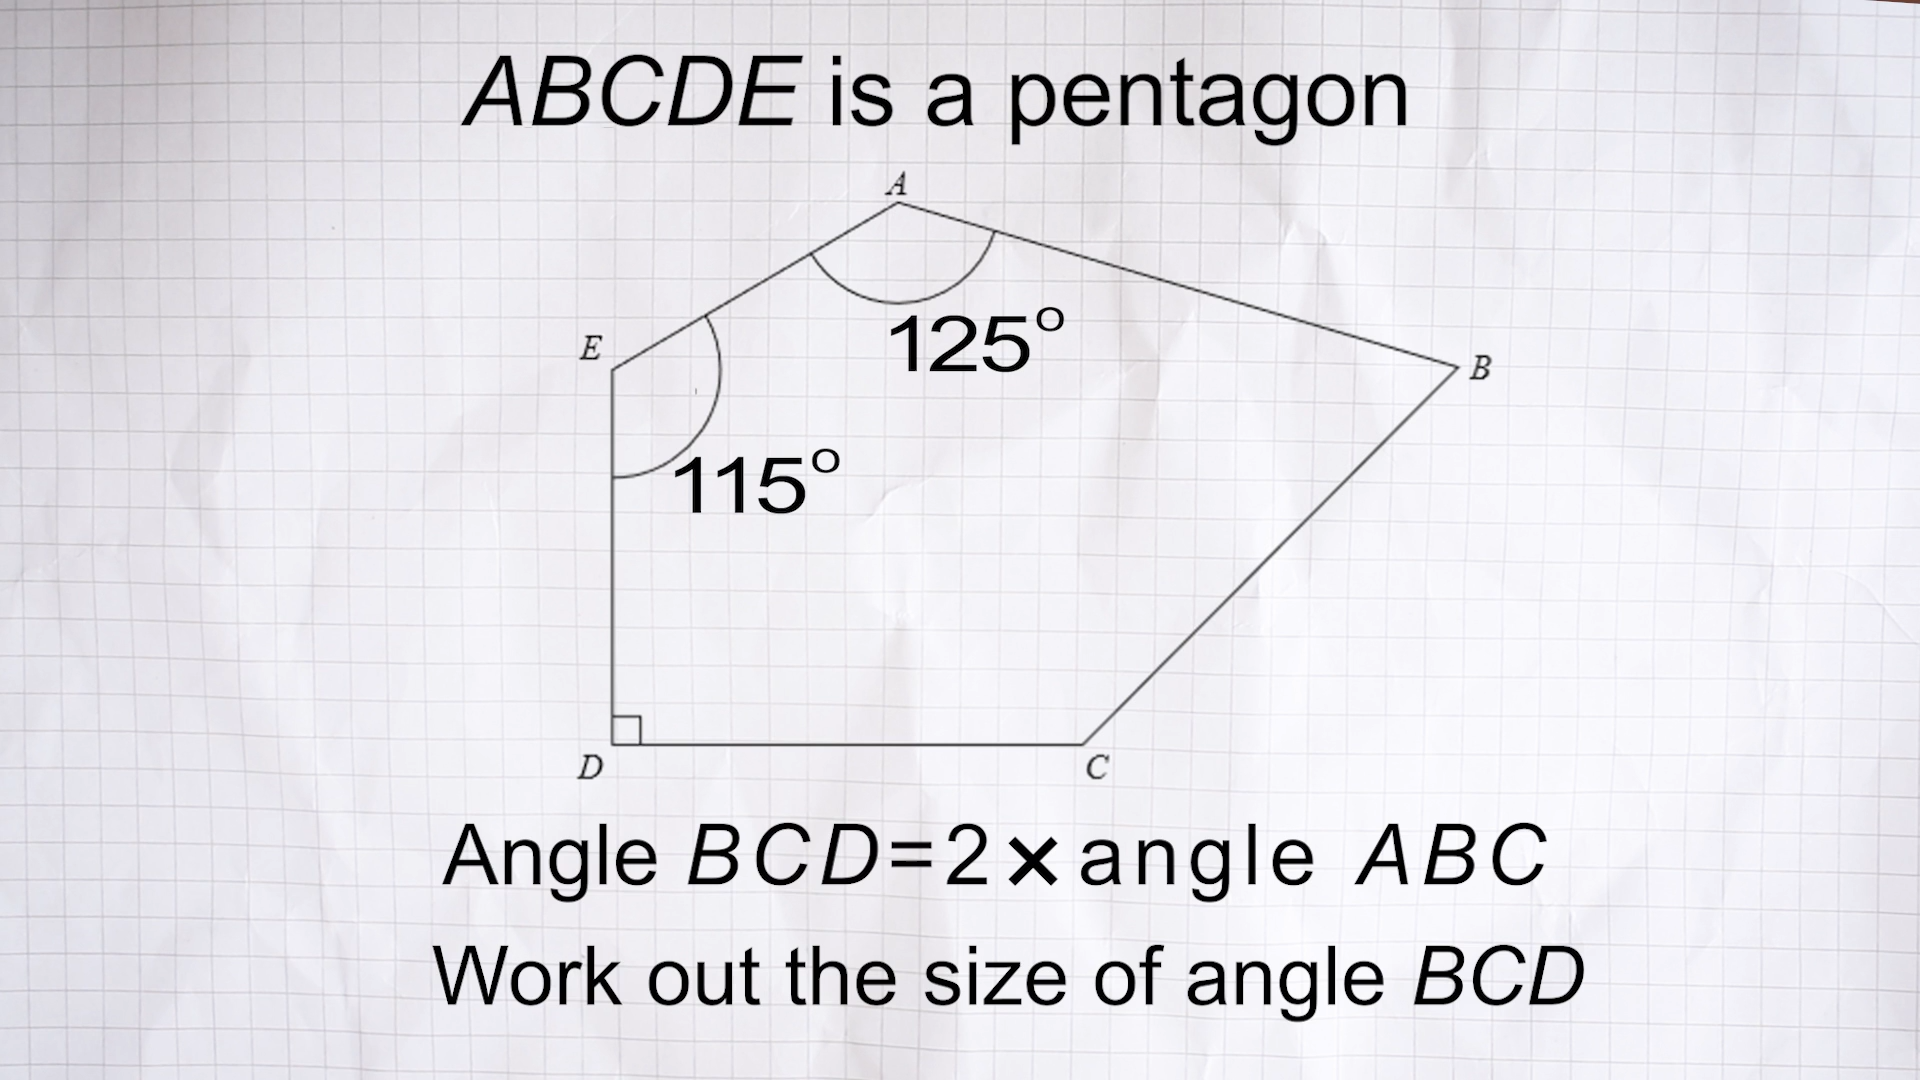 ABCDE is a pentagon
A
E
125°
B
115°
D
C
Angle BCD=2×angle ABC
Work out the size of angle BCD